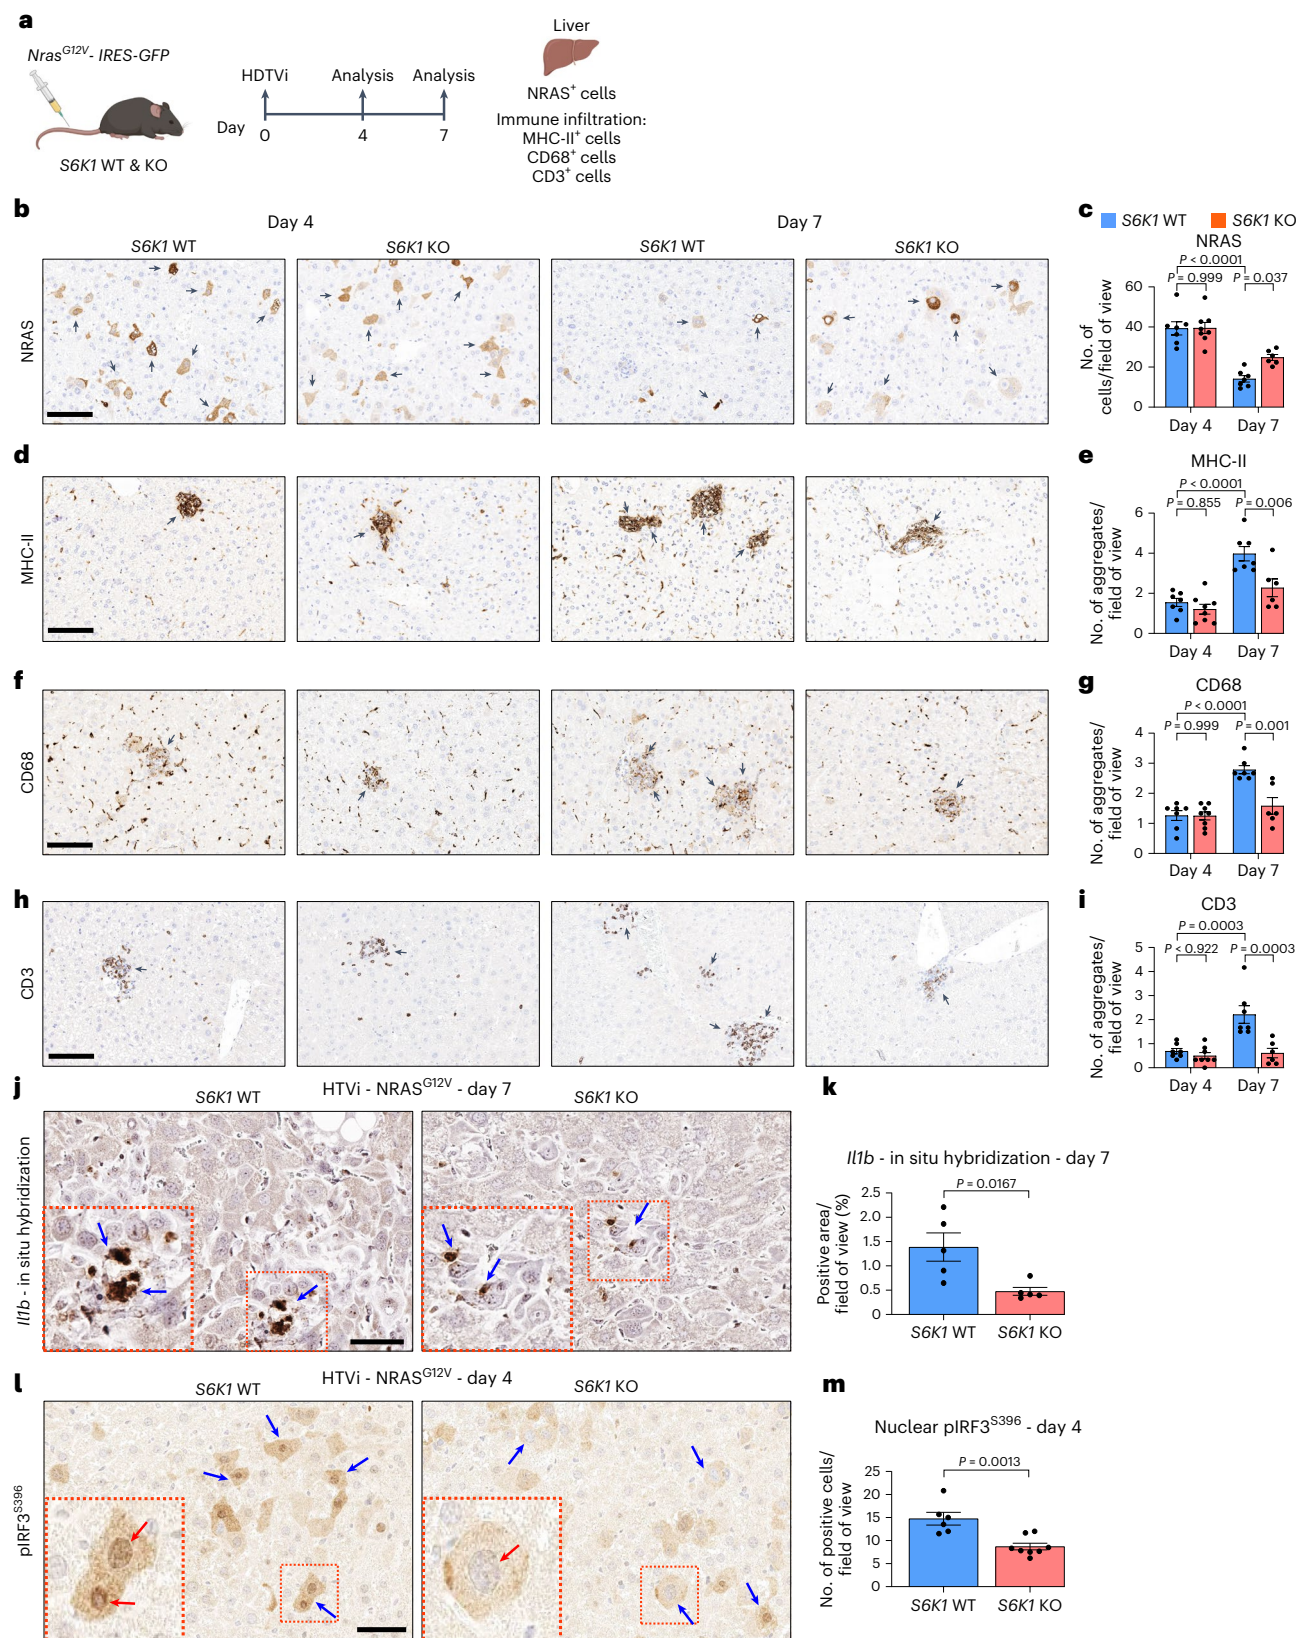 a
Nras^G12V - IRES-GFP
S6K1 WT & KO
HDTVi
Analysis
Analysis
Day
0
4
7
Liver
NRAS+ cells
Immune infiltration:
MHC-II+ cells
CD68+ cells
CD3+ cells
b
Day 4
Day 7
S6K1 WT
S6K1 KO
S6K1 WT
S6K1 KO
NRAS
c
S6K1 WT
S6K1 KO
NRAS
P < 0.0001
P = 0.999
P = 0.037
No. of
cells/field of view
60
40
20
0
Day 4
Day 7
d
MHC-II
e
MHC-II
P < 0.0001
P = 0.855
P = 0.006
No. of aggregates/
field of view
6
4
2
0
Day 4
Day 7
f
CD68
g
CD68
P < 0.0001
P = 0.999
P = 0.001
No. of aggregates/
field of view
4
3
2
1
0
Day 4
Day 7
h
CD3
i
CD3
P = 0.0003
P < 0.922
P = 0.0003
No. of aggregates/
field of view
5
4
3
2
1
0
Day 4
Day 7
j
HTVi - NRAS^G12V - day 7
S6K1 WT
S6K1 KO
Il1b - in situ hybridization
k
Il1b - in situ hybridization - day 7
P = 0.0167
Positive area/
field of view (%)
2.5
2.0
1.5
1.0
0.5
0
S6K1 WT
S6K1 KO
l
HTVi - NRAS^G12V - day 4
S6K1 WT
S6K1 KO
pIRF3^S396
m
Nuclear pIRF3^S396 - day 4
P = 0.0013
No. of positive cells/
field of view
25
20
15
10
5
0
S6K1 WT
S6K1 KO